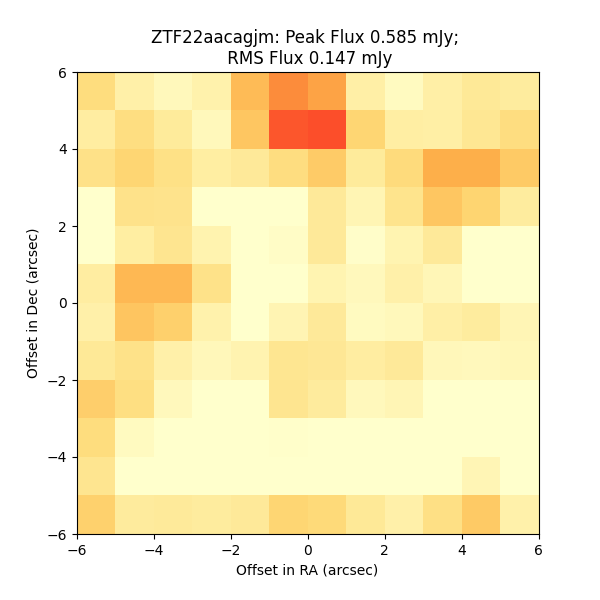 ZTF22aacagjm: Peak Flux 0.585 mJy;
RMS Flux 0.147 mJy
6
4
2
0
−2
−4
−6
Offset in Dec (arcsec)
−6 −4 −2 0 2 4 6
Offset in RA (arcsec)